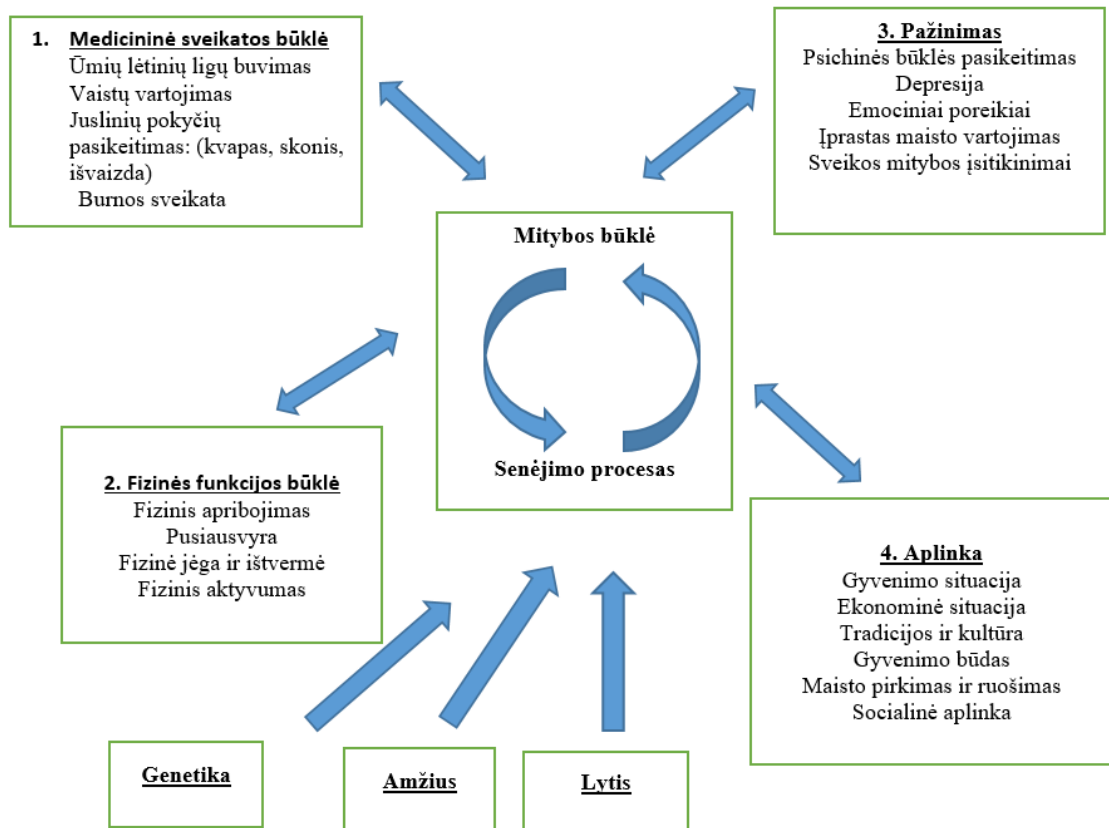 1. Medicininė sveikatos būklė
Ūmių lėtinių ligų buvimas
Vaistų vartojimas
Juslinių pokyčių
pasikeitimas: (kvapas, skonis,
išvaizda)
Burnos sveikata
3. Pažinimas
Psichinės būklės pasikeitimas
Depresija
Emociniai poreikiai
Įprastas maisto vartojimas
Sveikos mitybos įsitikinimai
Mitybos būklė
Senėjimo procesas
2. Fizinės funkcijos būklė
Fizinis apribojimas
Pusiausvyra
Fizinė jėga ir ištvermė
Fizinis aktyvumas
4. Aplinka
Gyvenimo situacija
Ekonominė situacija
Tradicijos ir kultūra
Gyvenimo būdas
Maisto pirkimas ir ruošimas
Socialinė aplinka
Genetika
Amžius
Lytis